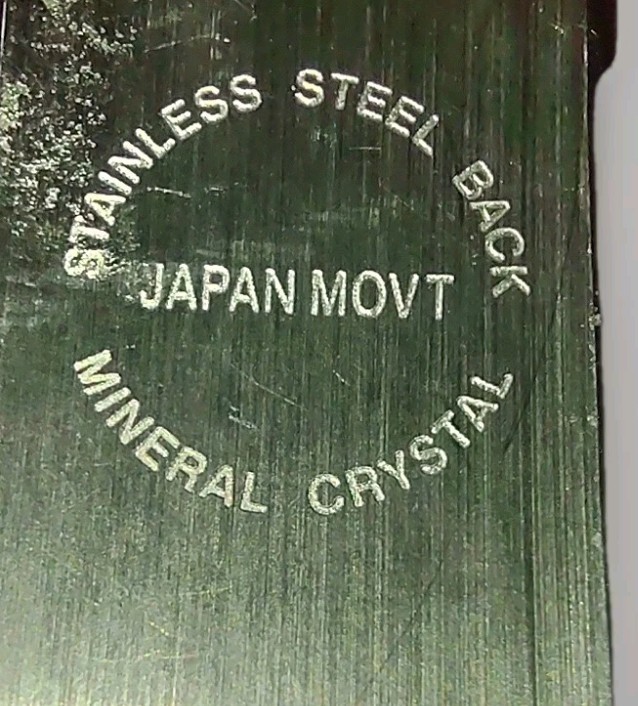 STAINLESS STEEL BACK
JAPAN MOVT
MINERAL CRYSTAL